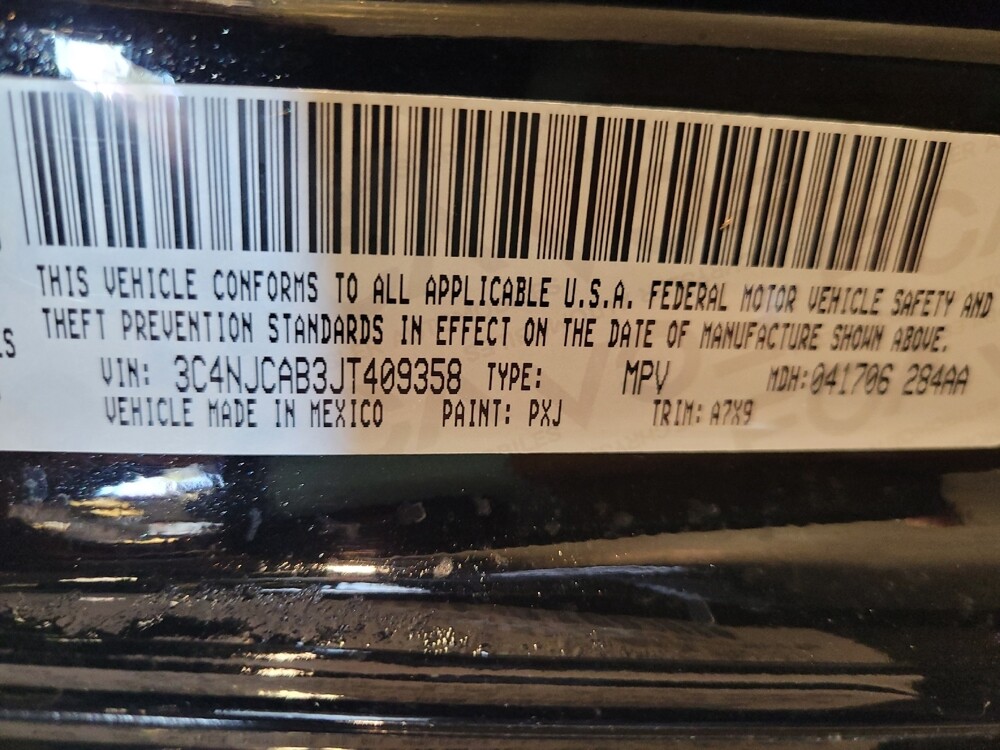 THIS VEHICLE CONFORMS TO ALL APPLICABLE U.S.A. FEDERAL MOTOR VEHICLE SAFETY AND
THEFT PREVENTION STANDARDS IN EFFECT ON THE DATE OF MANUFACTURE SHOWN ABOVE.
VIN: 3C4NJCAB3JT409358 TYPE: MPV MDH:041706 284AA
VEHICLE MADE IN MEXICO PAINT: PXJ TRIM: A7X9